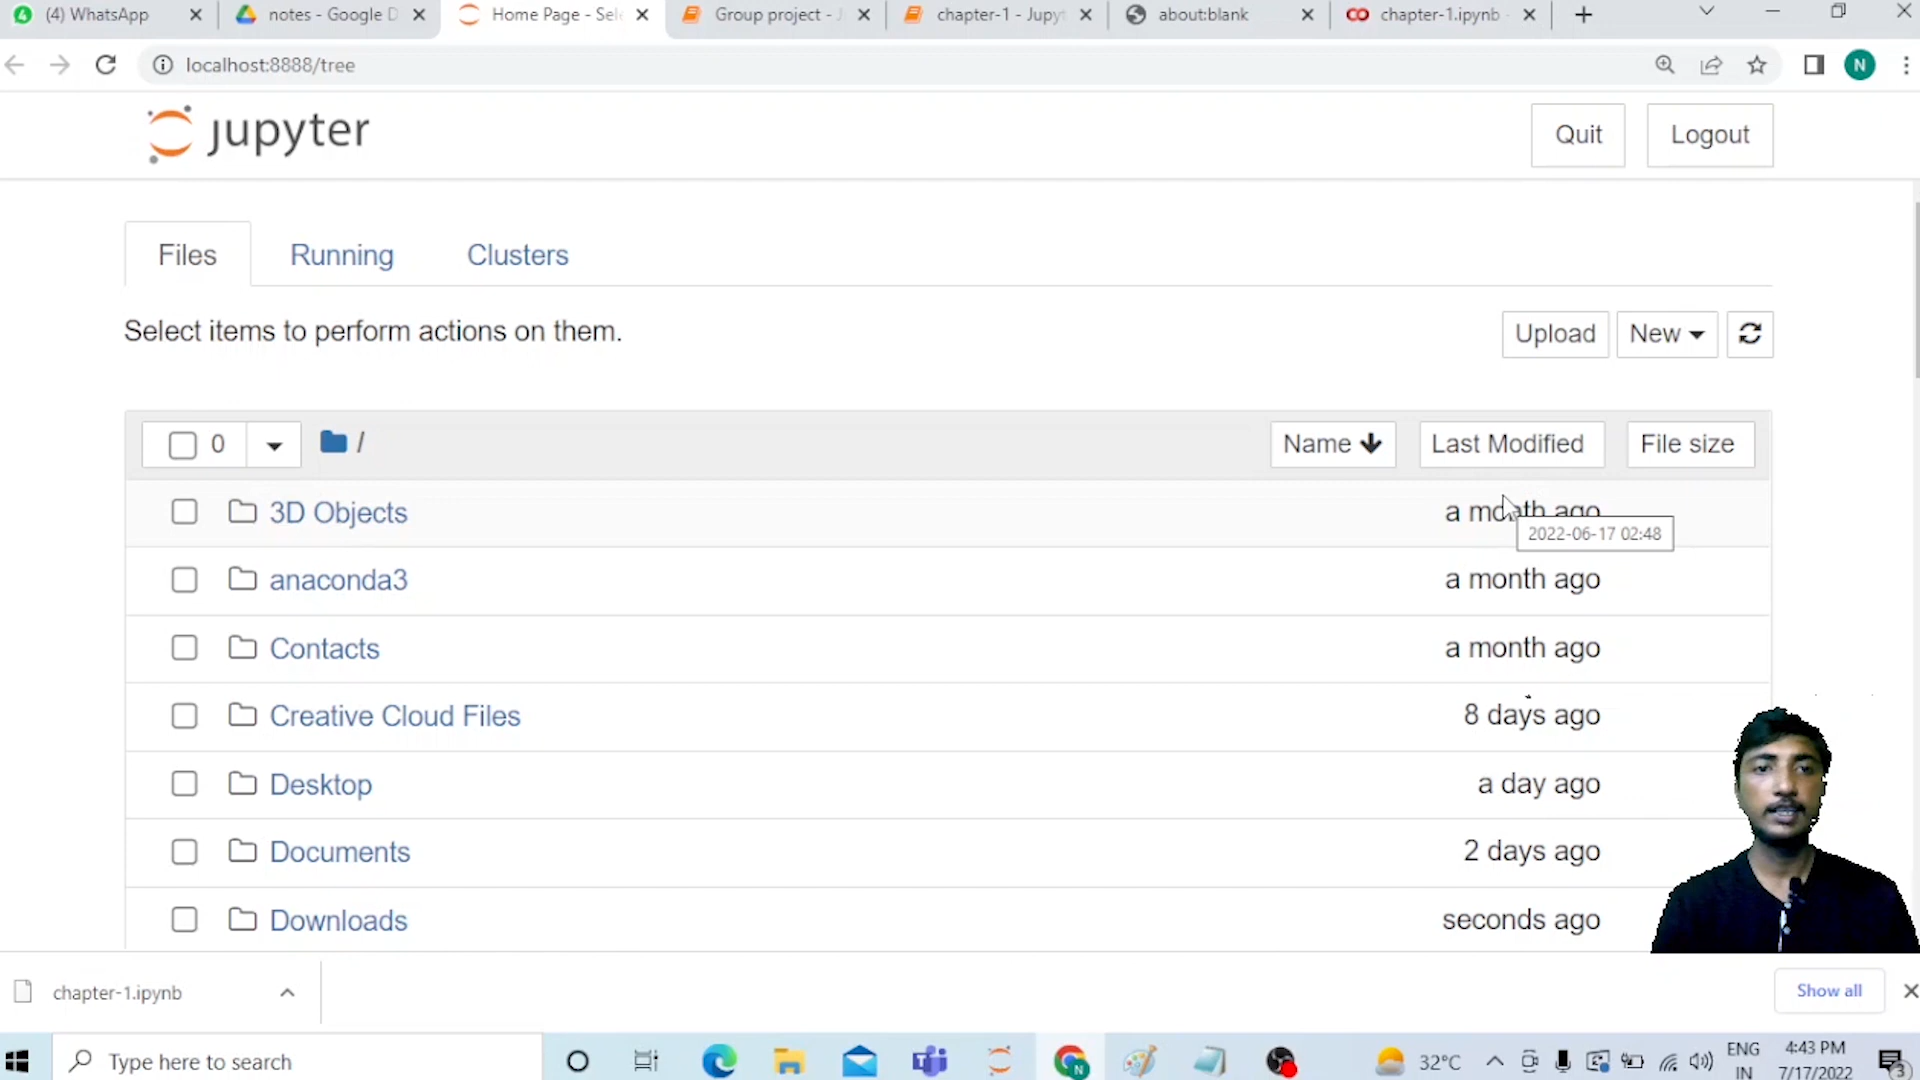 (4) WhatsApp
notes - Google D
Home Page - Sele
Group project - J
chapter-1 - Jupyt
about:blank
chapter-1.ipynb -
localhost:8888/tree
N
jupyter
Quit
Logout
Files
Running
Clusters
Select items to perform actions on them.
Upload
New
0
/
Name
Last Modified
File size
3D Objects
a month ago
2022-06-17 02:48
anaconda3
a month ago
Contacts
a month ago
Creative Cloud Files
8 days ago
Desktop
a day ago
Documents
2 days ago
Downloads
seconds ago
chapter-1.ipynb
Show all
Type here to search
32°C
ENG
IN
4:43 PM
7/17/2022
3